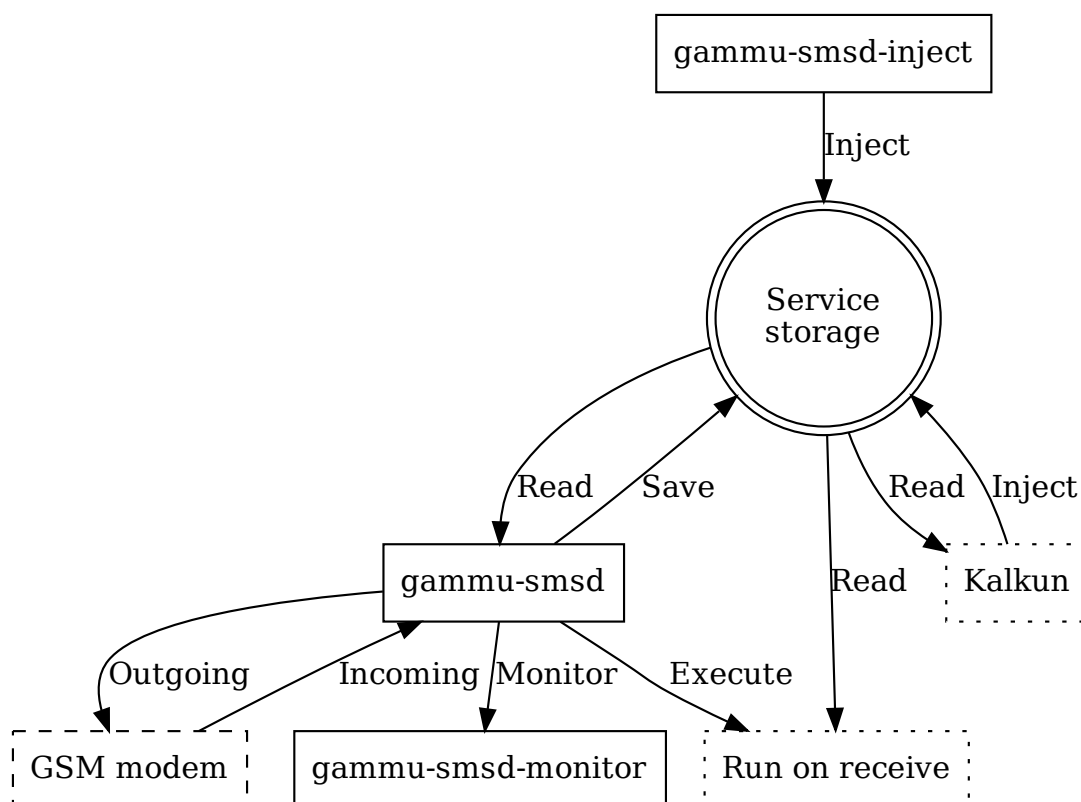 gammu-smsd-inject
Inject
Service
storage
Read
Save
Read
Inject
gammu-smsd
Read
Kalkun
Outgoing
Incoming
Monitor
Execute
GSM modem
gammu-smsd-monitor
Run on receive